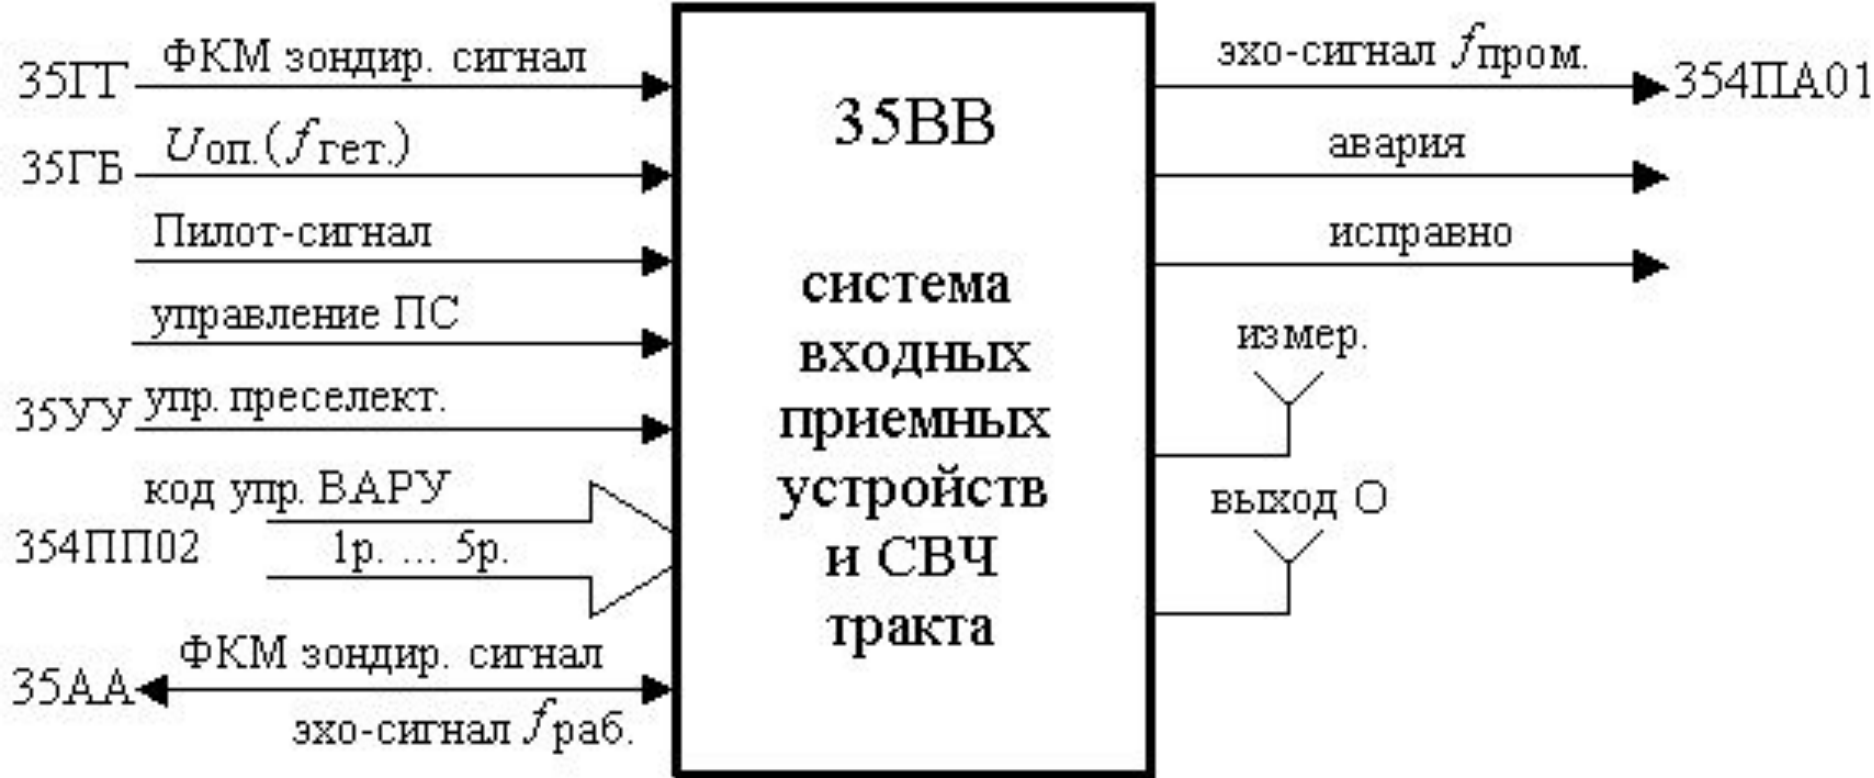 35ГТ ФКМ зондир. сигнал
35ГБ Uоп.(fгет.)
Пилот-сигнал
управление ПС
35УУ упр. преселект.
код упр. ВАРУ
354ПП02 1р. ... 5р.
35АА ФКМ зондир. сигнал
эхо-сигнал fраб.
35ВВ
система
входных
приемных
устройств
и СВЧ
тракта
эхо-сигнал fпром. 354ПА01
авария
исправно
измер.
выход О